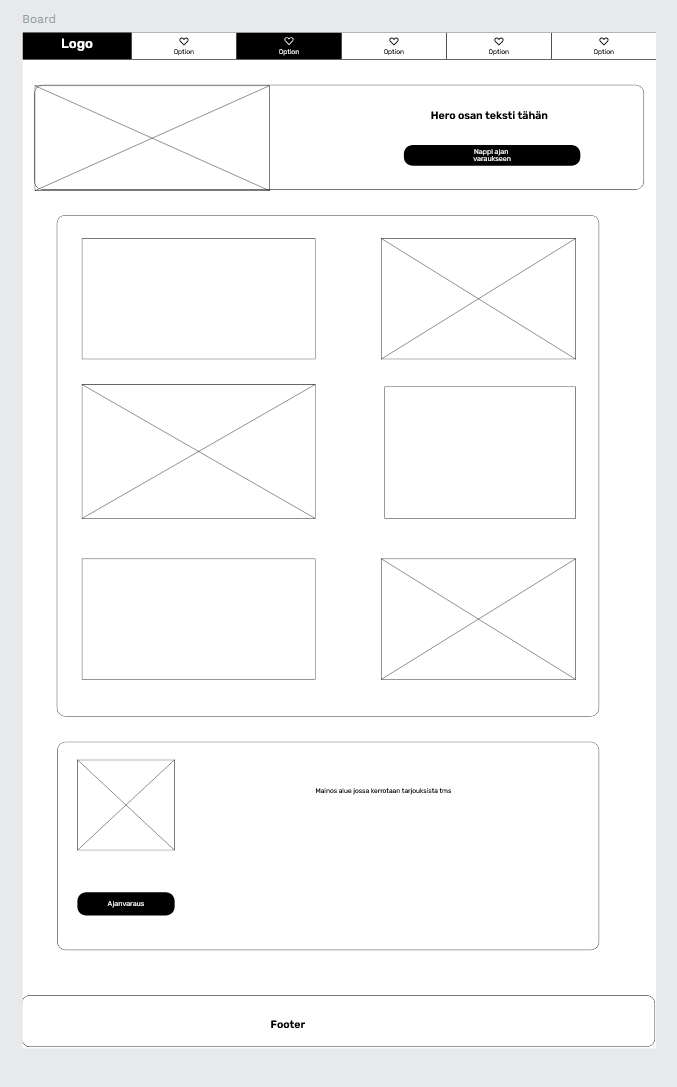 Board
Logo
Option
Option
Option
Option
Option
Hero osan teksti tähän
Nappi ajan
varaukseen
Mainos alue jossa kerrotaan tarjouksista tms
Ajanvaraus
Footer